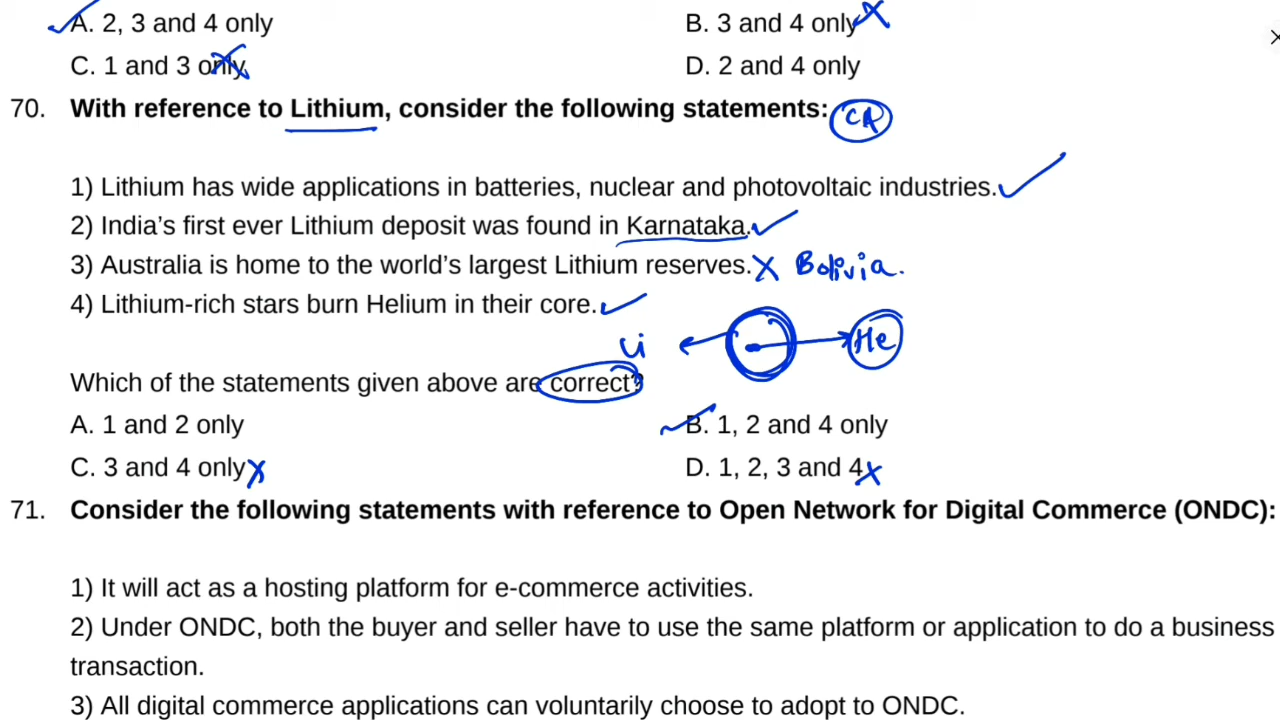 A. 2, 3 and 4 only B. 3 and 4 only
C. 1 and 3 only D. 2 and 4 only
70. With reference to Lithium, consider the following statements: CA
1) Lithium has wide applications in batteries, nuclear and photovoltaic industries.
2) India’s first ever Lithium deposit was found in Karnataka.
3) Australia is home to the world’s largest Lithium reserves. Bolivia.
4) Lithium-rich stars burn Helium in their core.
Li He
Which of the statements given above are correct?
A. 1 and 2 only B. 1, 2 and 4 only
C. 3 and 4 only D. 1, 2, 3 and 4
71. Consider the following statements with reference to Open Network for Digital Commerce (ONDC):
1) It will act as a hosting platform for e-commerce activities.
2) Under ONDC, both the buyer and seller have to use the same platform or application to do a business
transaction.
3) All digital commerce applications can voluntarily choose to adopt to ONDC.